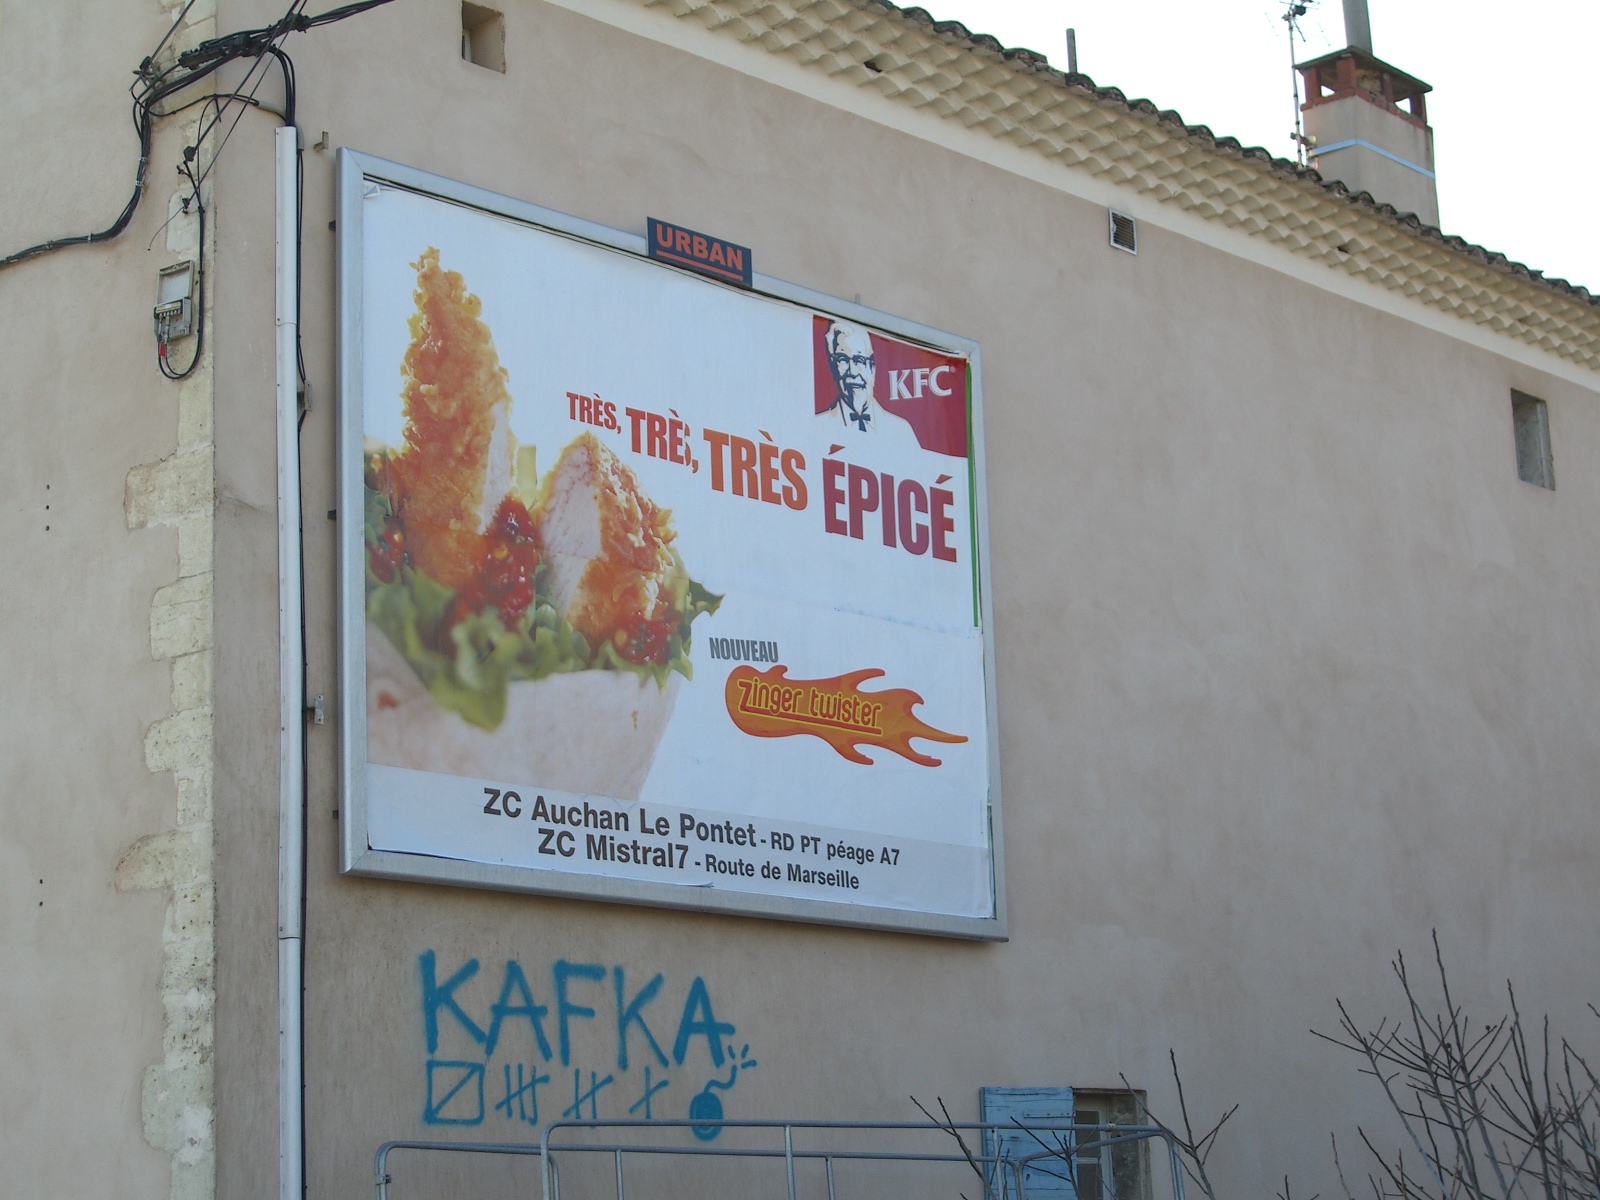 URBAN
KFC
TRÈS, TRÈS, TRÈS ÉPICÉ
NOUVEAU
Zinger twister
ZC Auchan Le Pontet - RD PT péage A7
ZC Mistral7 - Route de Marseille
KAFKA